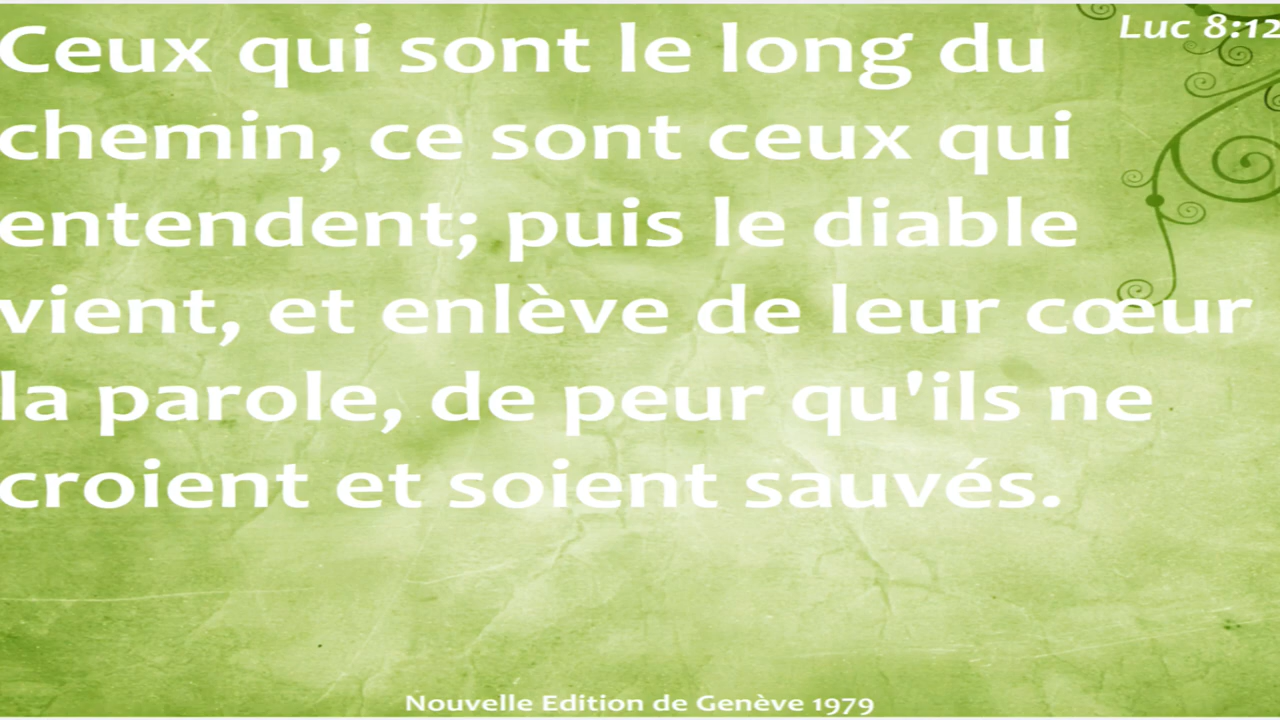 Luc 8:12
Ceux qui sont le long du
chemin, ce sont ceux qui
entendent; puis le diable
vient, et enlève de leur cœur
la parole, de peur qu'ils ne
croient et soient sauvés.
Nouvelle Edition de Genève 1979